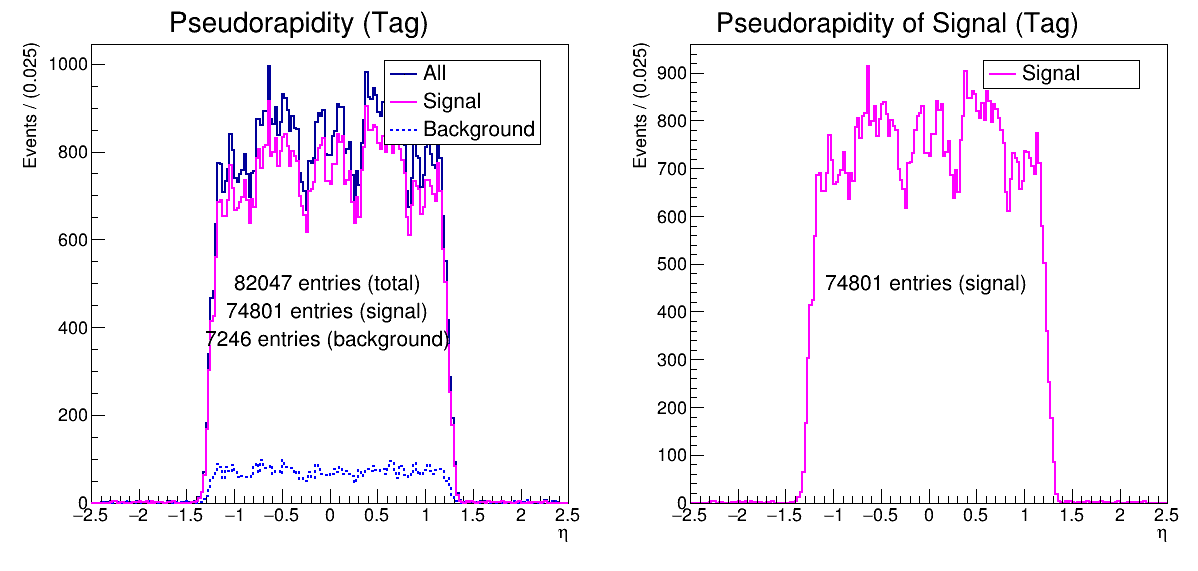 Pseudorapidity (Tag)
Events / (0.025)
1000
800
600
400
200
0
All
Signal
Background
82047 entries (total)
74801 entries (signal)
7246 entries (background)
−2.5 −2 −1.5 −1 −0.5 0 0.5 1 1.5 2 2.5
η
Pseudorapidity of Signal (Tag)
Events / (0.025)
900
800
700
600
500
400
300
200
100
0
Signal
74801 entries (signal)
−2.5 −2 −1.5 −1 −0.5 0 0.5 1 1.5 2 2.5
η